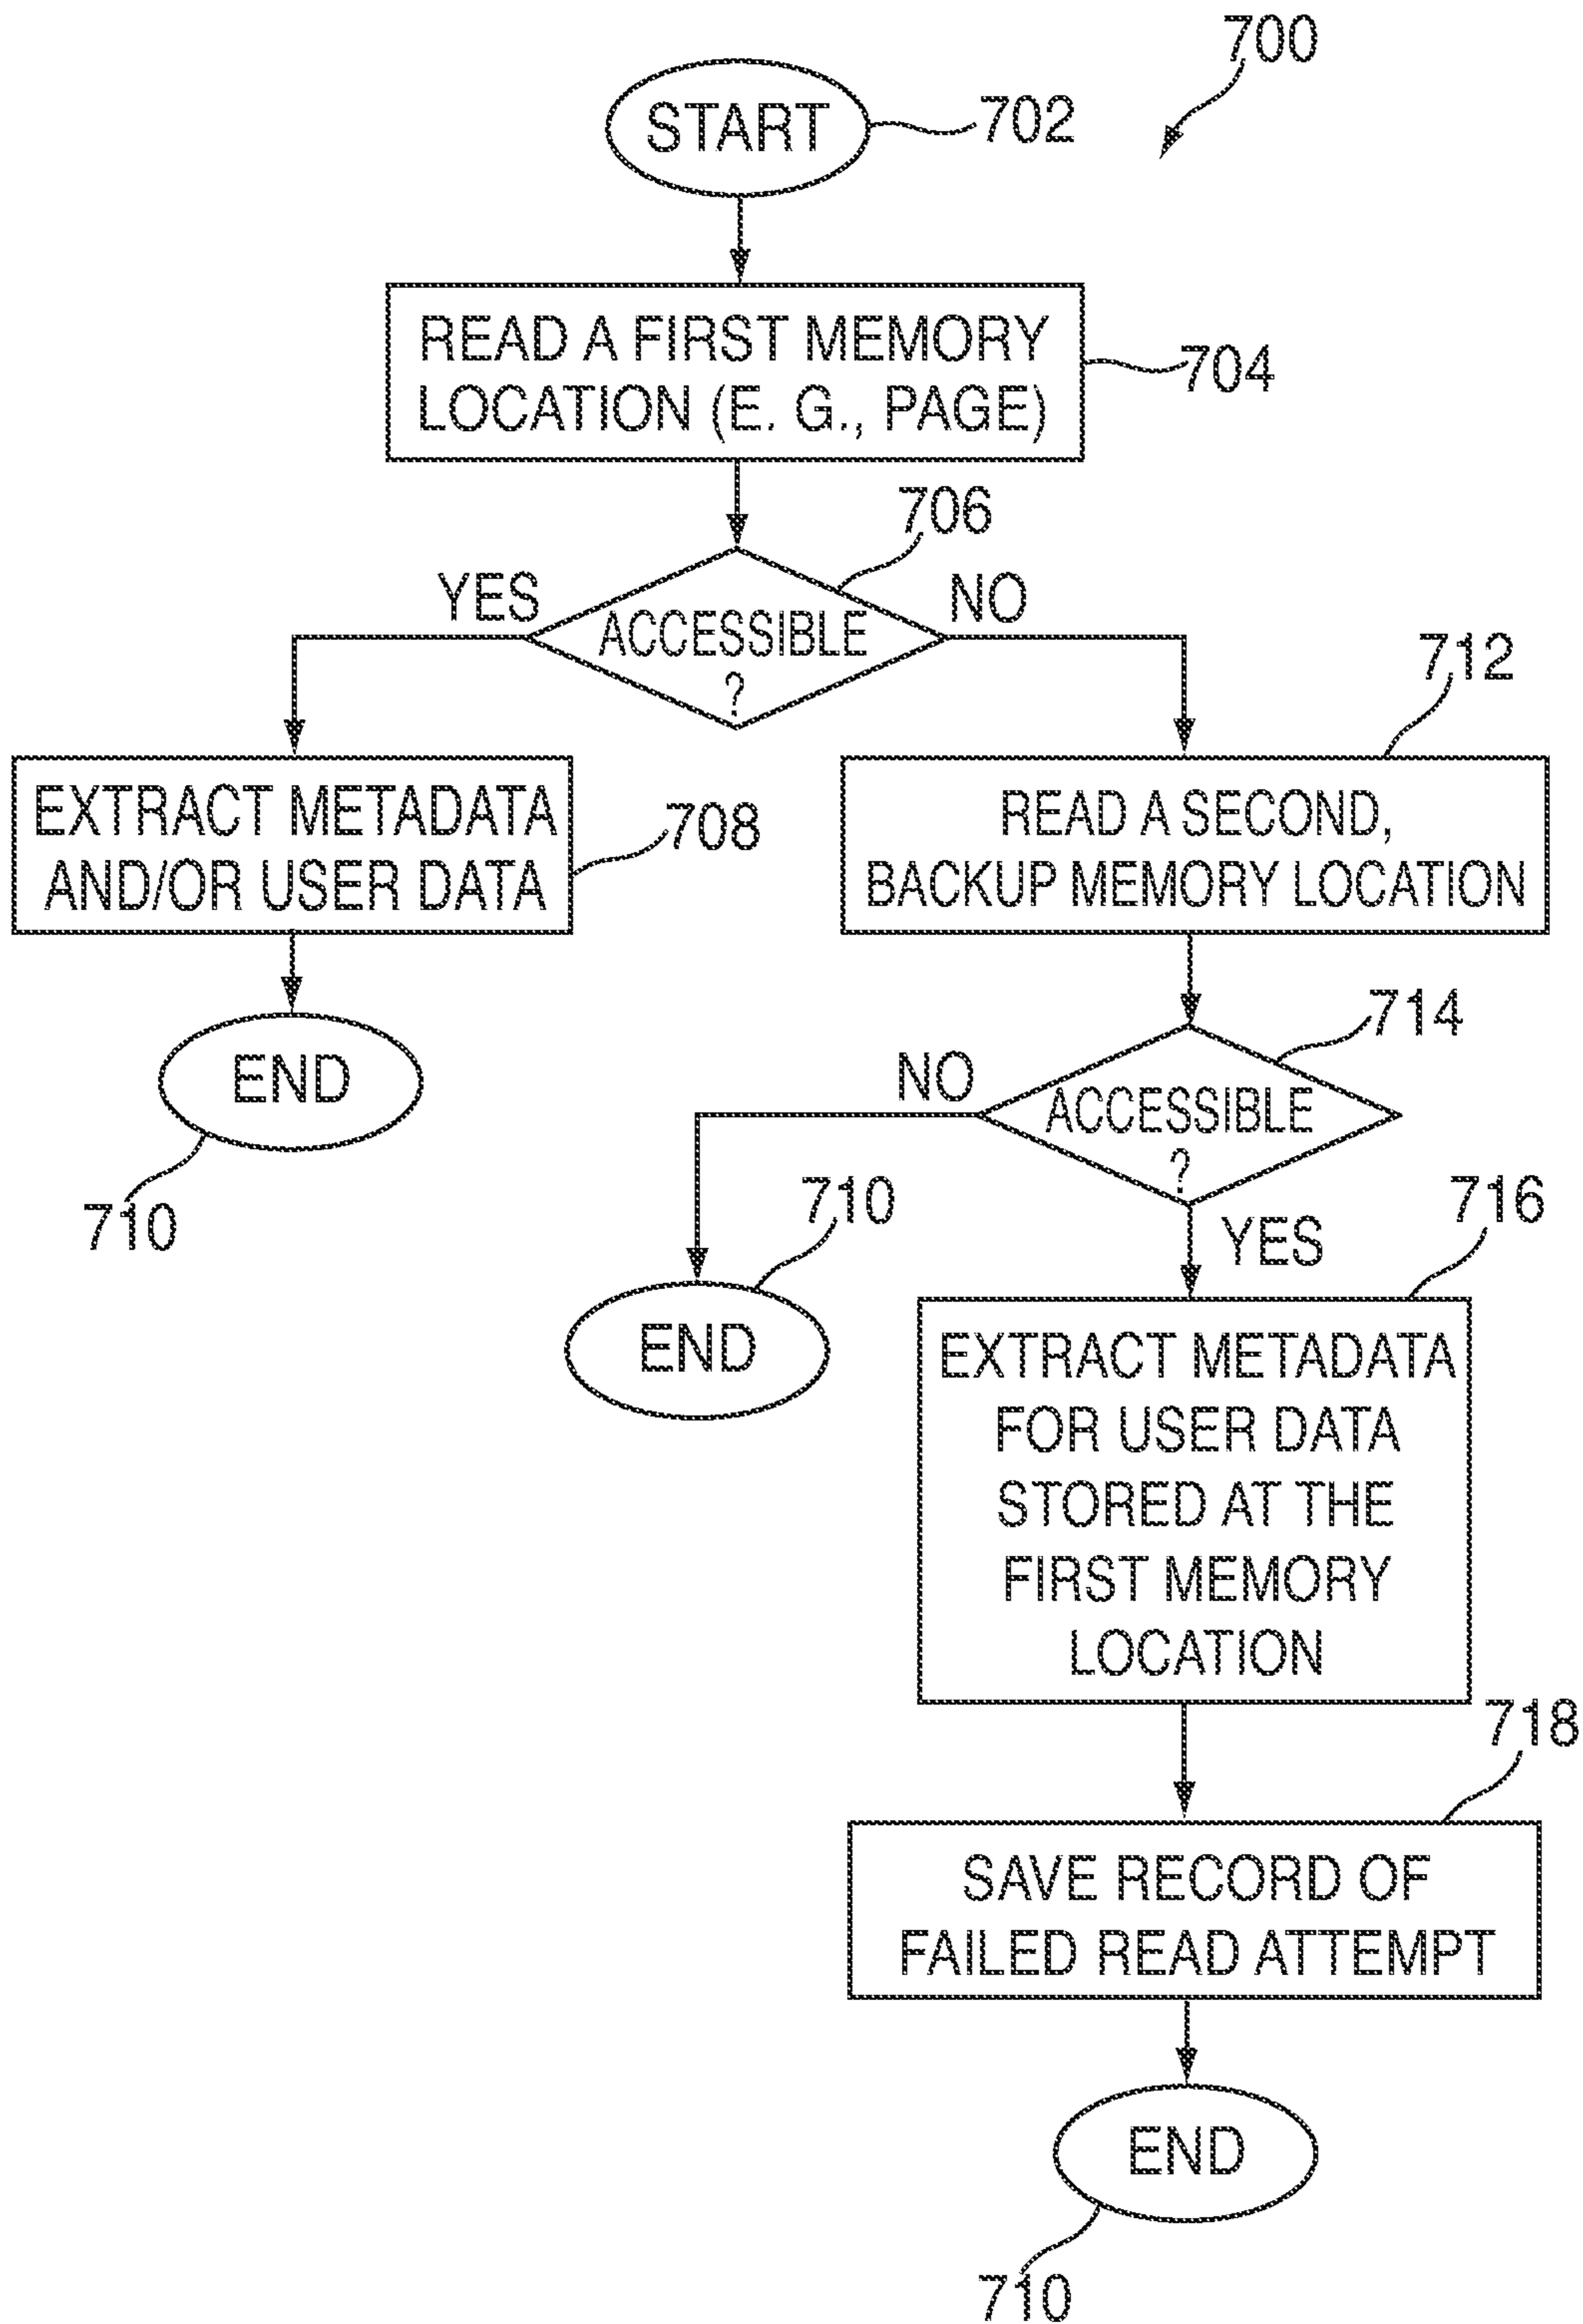 700
START
702
READ A FIRST MEMORY
LOCATION (E. G., PAGE)
704
706
YES
NO
ACCESSIBLE
?
712
EXTRACT METADATA
AND/OR USER DATA
708
READ A SECOND,
BACKUP MEMORY LOCATION
END
710
714
NO
ACCESSIBLE
?
YES
710
END
716
EXTRACT METADATA
FOR USER DATA
STORED AT THE
FIRST MEMORY
LOCATION
718
SAVE RECORD OF
FAILED READ ATTEMPT
END
710